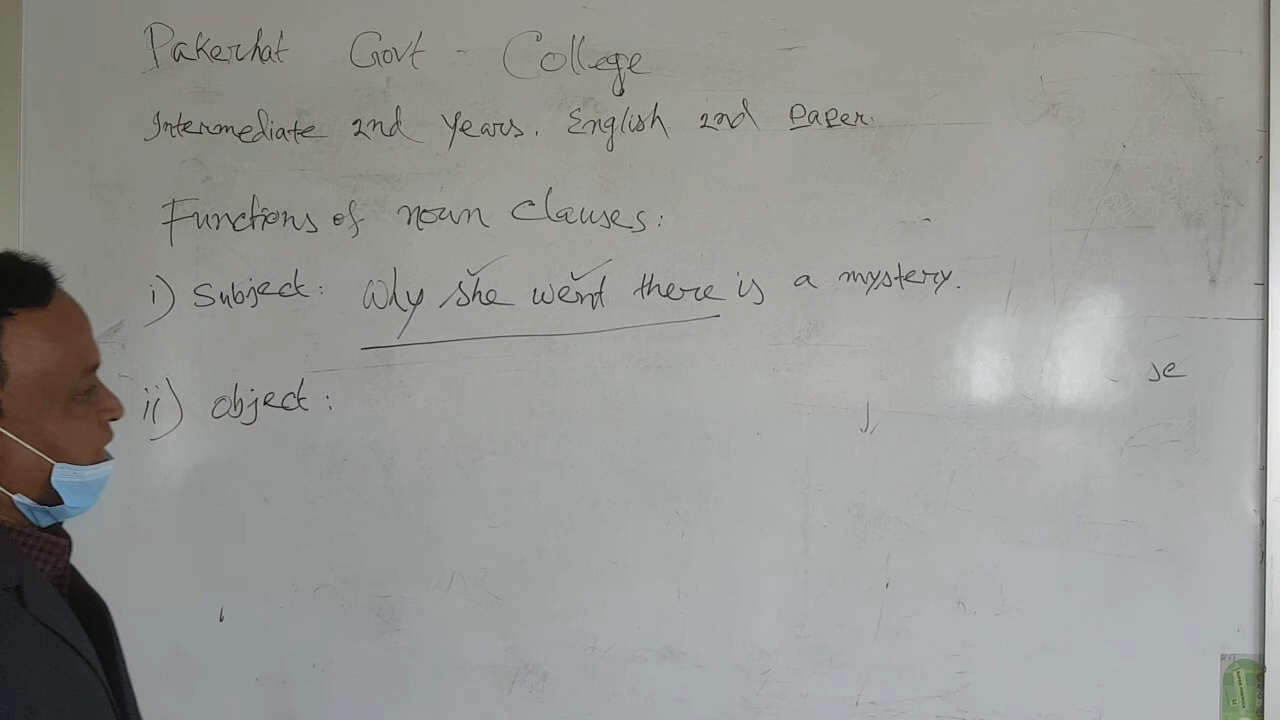 Pakerhat Govt - College
Intermediate 2nd years. English 2nd Paper.
Functions of noun clauses:
i) Subject: Why she went there is a mystery.
ii) object:
se